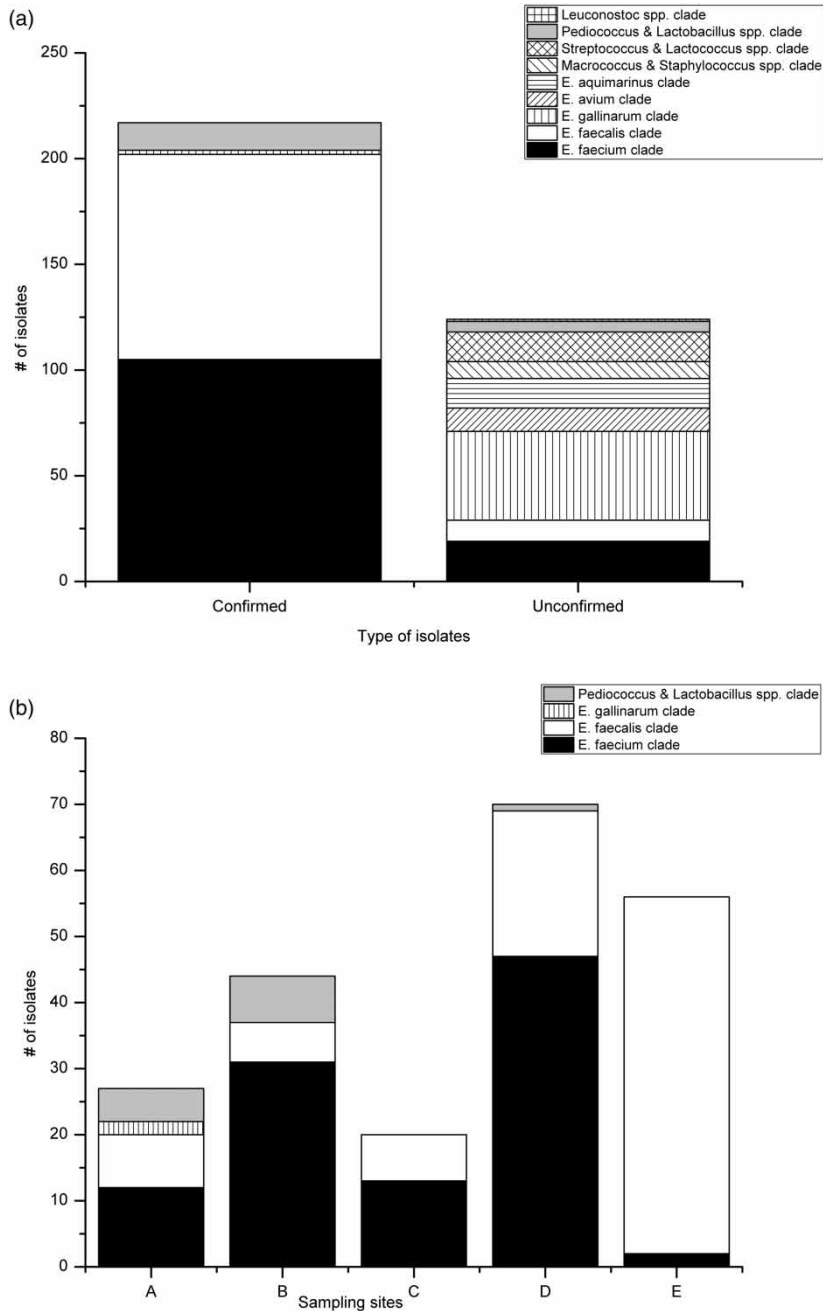 (a)
Leuconostoc spp. clade
Pediococcus & Lactobacillus spp. clade
Streptococcus & Lactococcus spp. clade
Macrococcus & Staphylococcus spp. clade
E. aquimarinus clade
E. avium clade
E. gallinarum clade
E. faecalis clade
E. faecium clade
250
200
150
100
50
0
# of isolates
Confirmed
Unconfirmed
Type of isolates
(b)
Pediococcus & Lactobacillus spp. clade
E. gallinarum clade
E. faecalis clade
E. faecium clade
80
70
60
50
40
30
20
10
0
# of isolates
A
B
C
D
E
Sampling sites